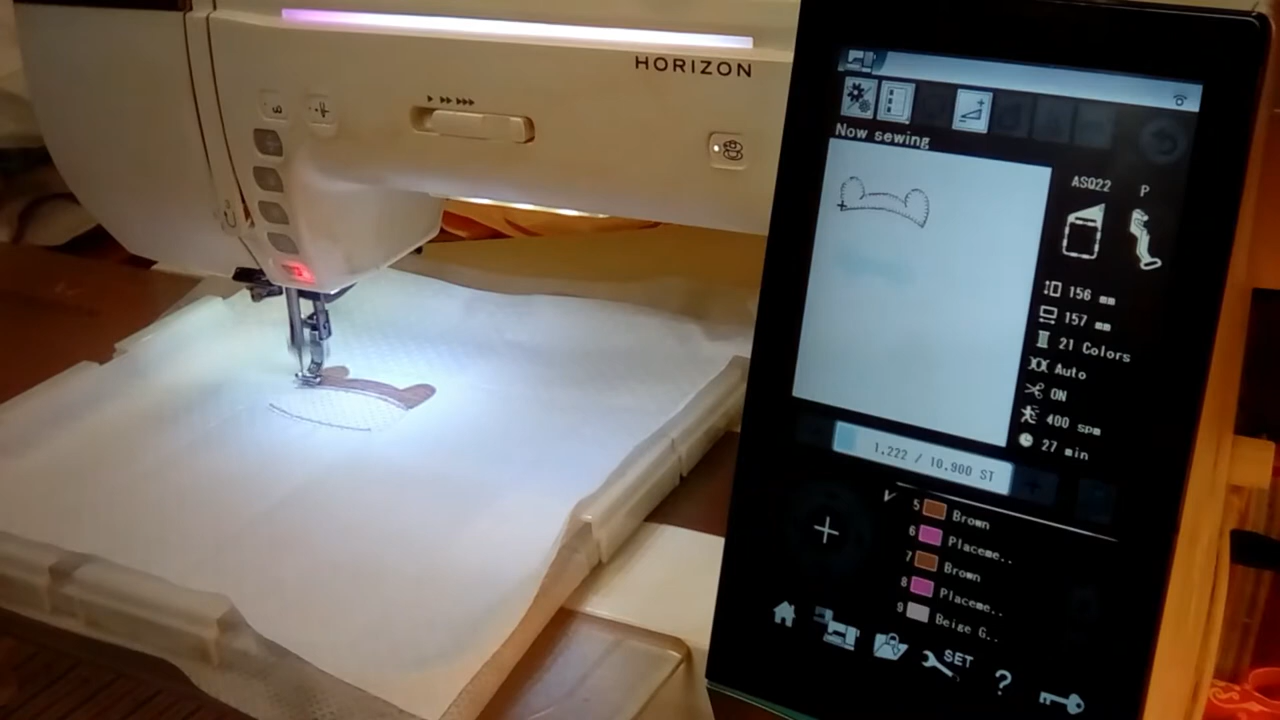 HORIZON
Now sewing
ASQ22 P
156 mm
157 mm
21 Colors
Auto
ON
400 spm
27 min
1.222 / 10.900 ST
5 Brown
6 Placeme..
7 Brown
8 Placeme..
9 Beige G..
SET
?